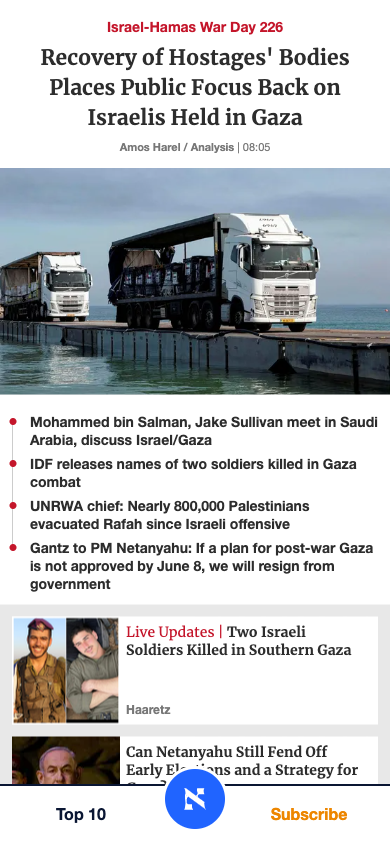 Israel-Hamas War Day 226
Recovery of Hostages' Bodies
Places Public Focus Back on
Israelis Held in Gaza
Amos Harel / Analysis | 08:05
Mohammed bin Salman, Jake Sullivan meet in Saudi
Arabia, discuss Israel/Gaza
IDF releases names of two soldiers killed in Gaza
combat
UNRWA chief: Nearly 800,000 Palestinians
evacuated Rafah since Israeli offensive
Gantz to PM Netanyahu: If a plan for post-war Gaza
is not approved by June 8, we will resign from
government
Live Updates | Two Israeli
Soldiers Killed in Southern Gaza
Haaretz
Can Netanyahu Still Fend Off
Early Elections and a Strategy for
Top 10
א
Subscribe